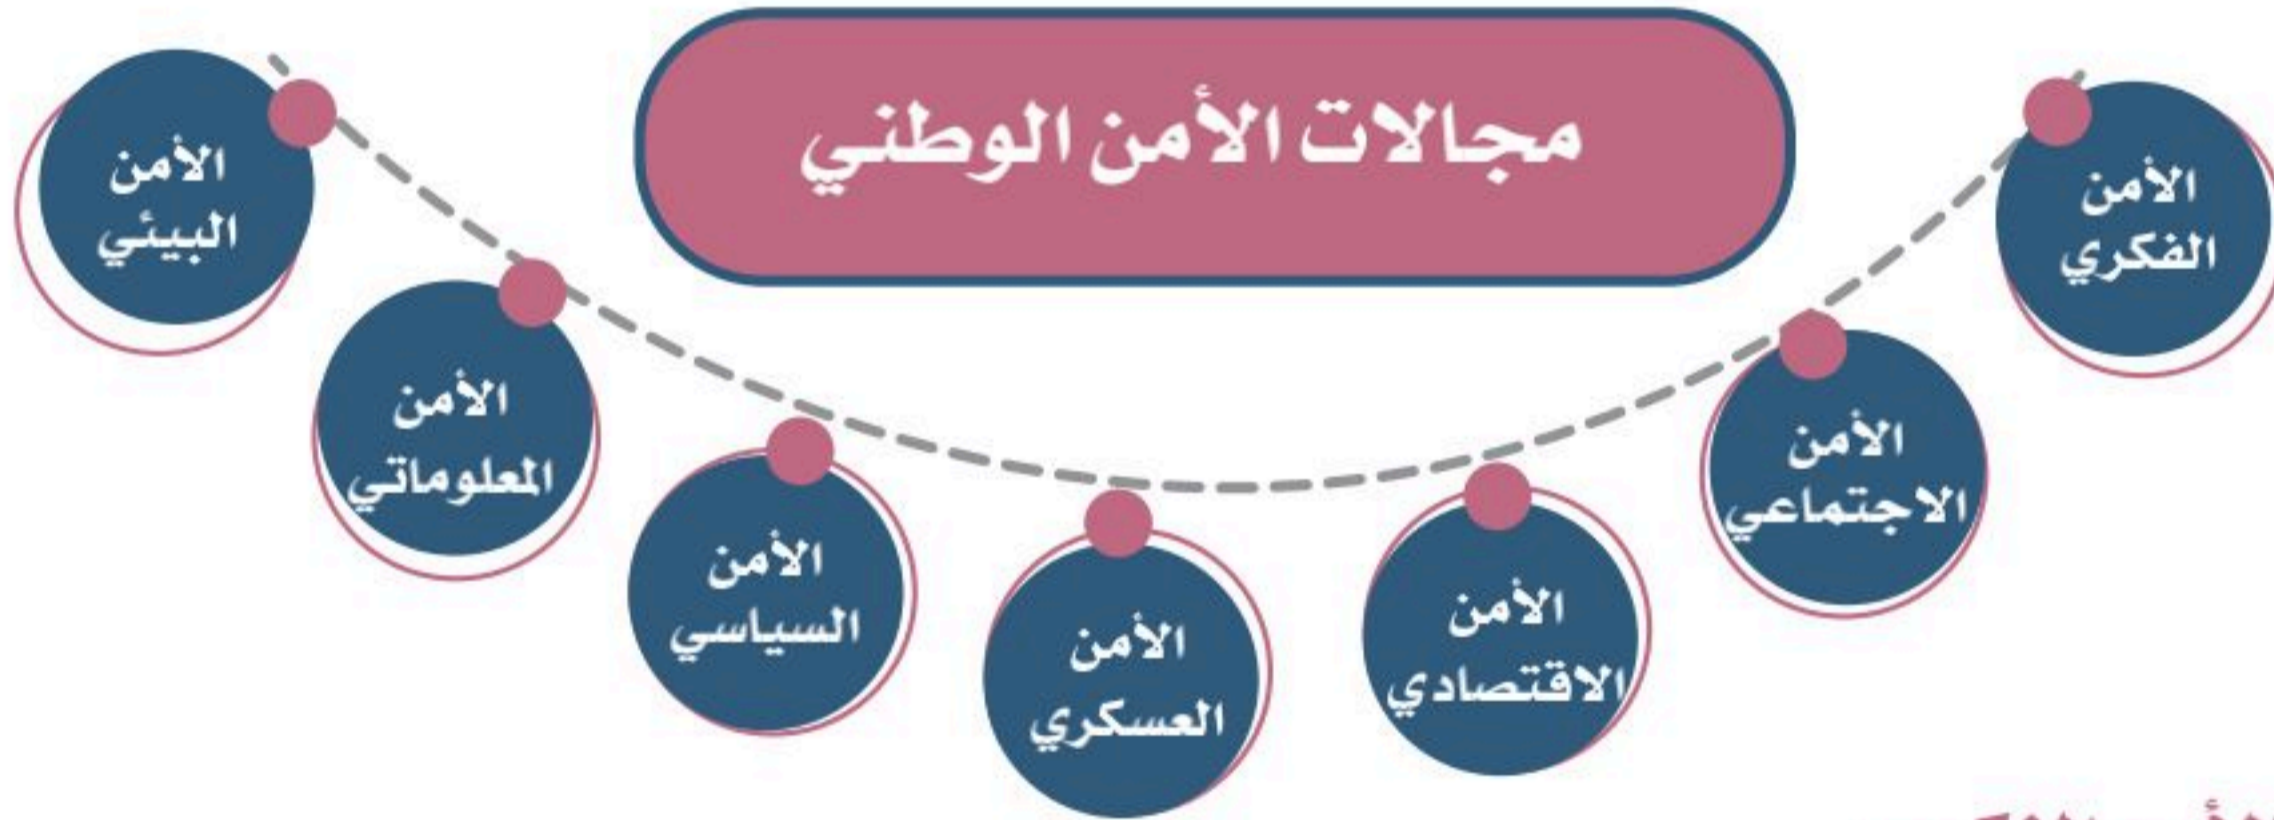 مجالات الأمن الوطني
الأمن
الفكري
الأمن
الاجتماعي
الأمن
الاقتصادي
الأمن
العسكري
الأمن
السياسي
الأمن
المعلوماتي
الأمن
البيئي